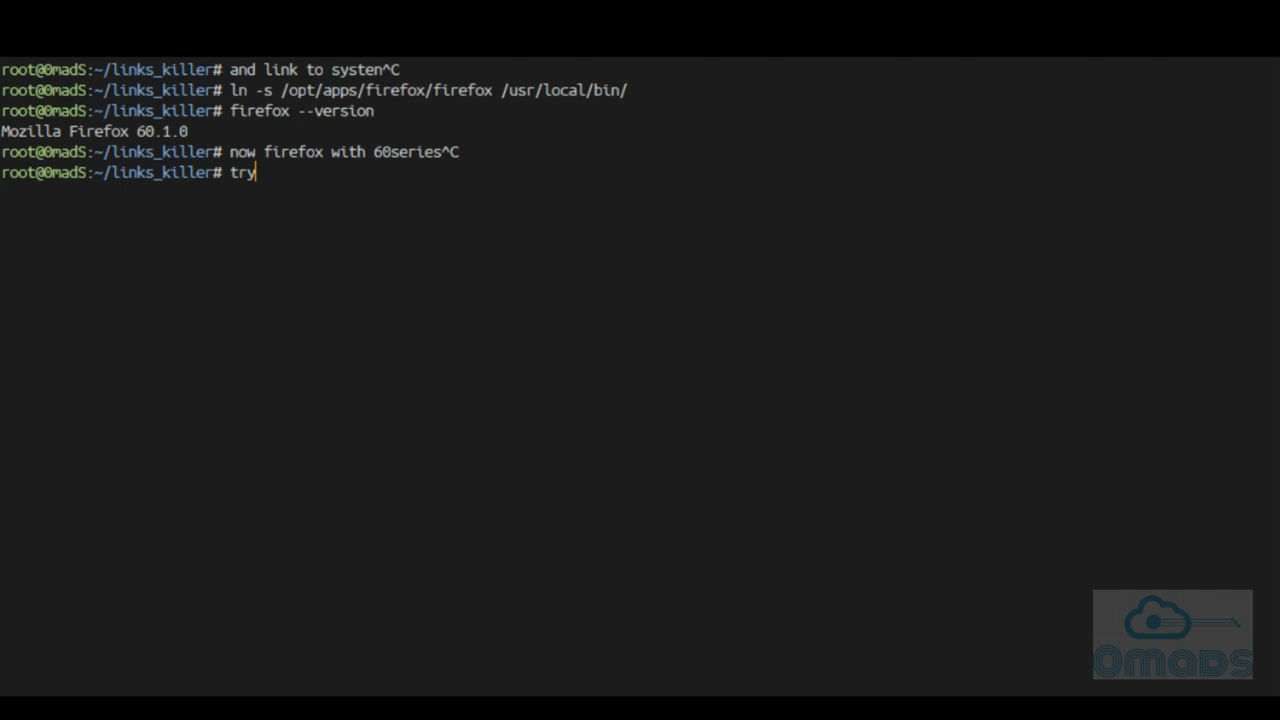 root@0madS:~/links_killer# and link to systen^C
root@0madS:~/links_killer# ln -s /opt/apps/firefox/firefox /usr/local/bin/
root@0madS:~/links_killer# firefox --version
Mozilla Firefox 60.1.0
root@0madS:~/links_killer# now firefox with 60series^C
root@0madS:~/links_killer# try
0mads